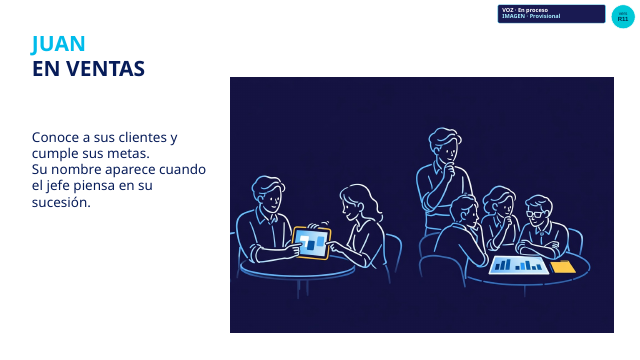 VOZ · En proceso
IMAGEN · Provisional
R11
JUAN
EN VENTAS
Conoce a sus clientes y
cumple sus metas.
Su nombre aparece cuando
el jefe piensa en su
sucesión.